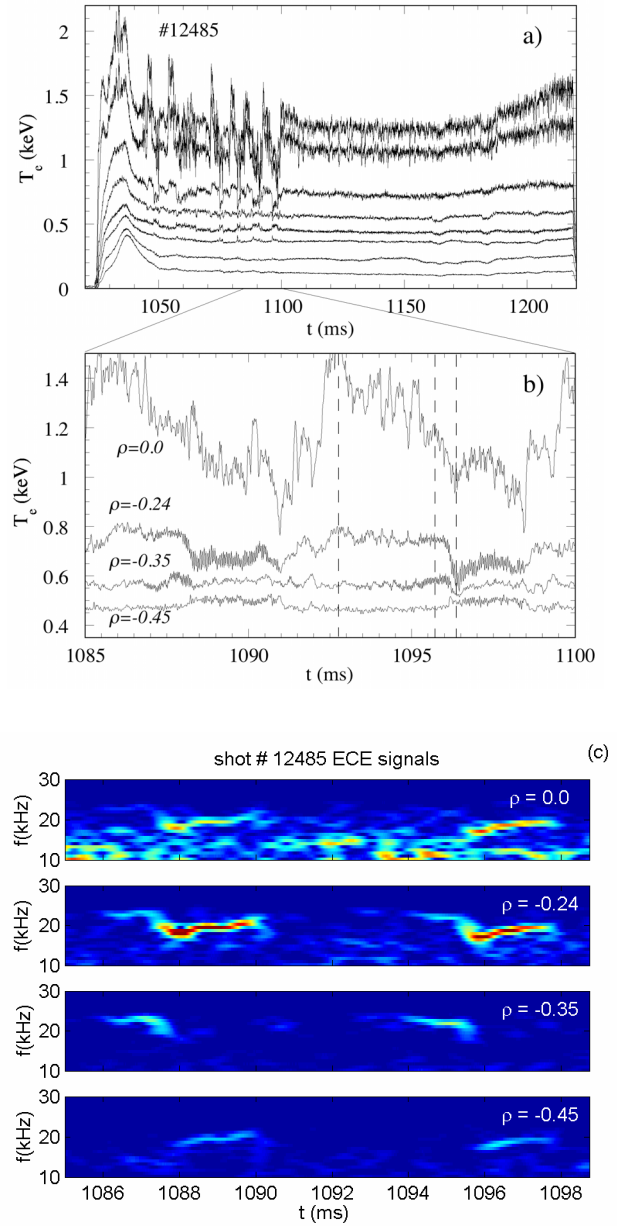 #12485
a)
T_e (keV)
2
1.5
1
0.5
0
1050 1100 1150 1200
t (ms)
b)
T_e (keV)
1.4
1.2
1
0.8
0.6
0.4
ρ=0.0
ρ=-0.24
ρ=-0.35
ρ=-0.45
1085 1090 1095 1100
t (ms)
(c)
shot # 12485 ECE signals
f(kHz)
30
20
10
ρ = 0.0
f(kHz)
30
20
10
ρ = -0.24
f(kHz)
30
20
10
ρ = -0.35
f(kHz)
30
20
10
ρ = -0.45
1086 1088 1090 1092 1094 1096 1098
t (ms)